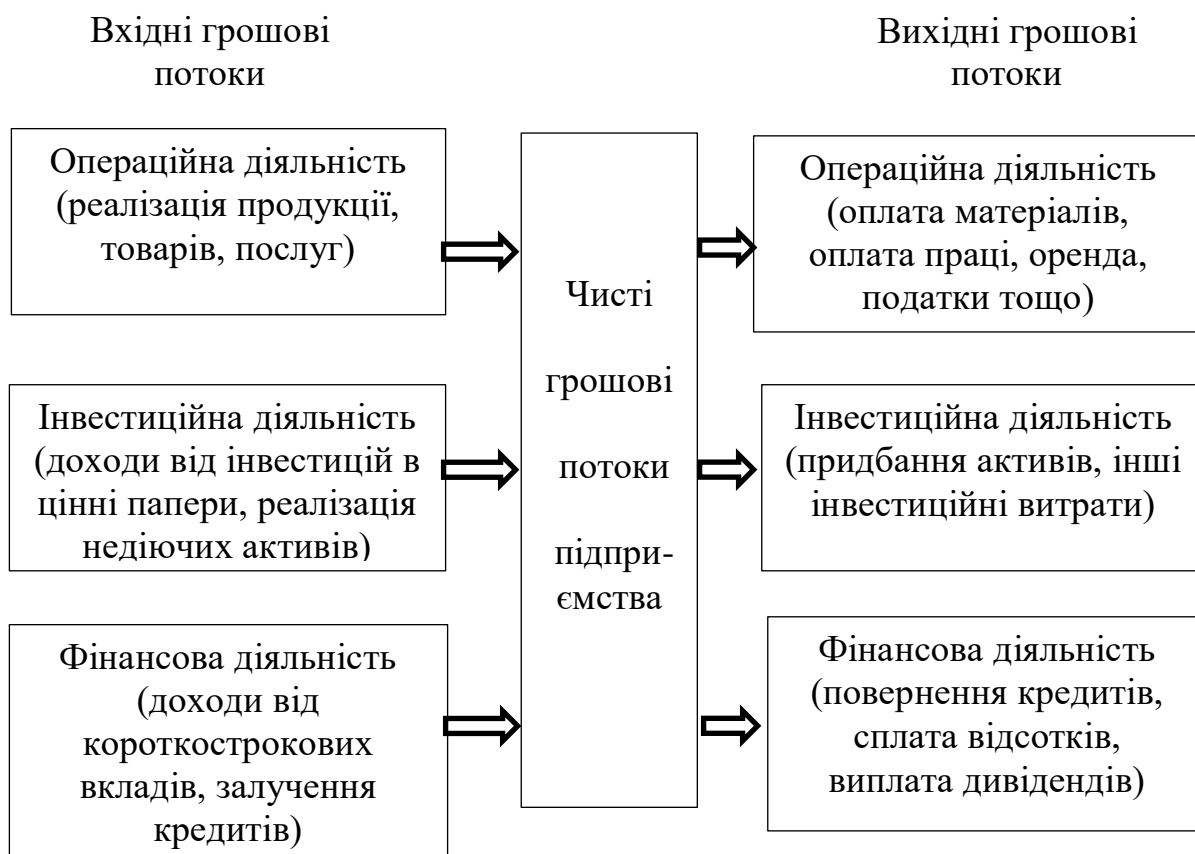 Вхідні грошові
потоки
Вихідні грошові
потоки
Операційна діяльність
(реалізація продукції,
товарів, послуг)
Інвестиційна діяльність
(доходи від інвестицій в
цінні папери, реалізація
недіючих активів)
Фінансова діяльність
(доходи від
короткострокових
вкладів, залучення
кредитів)
Чисті
грошові
потоки
підпри-
ємства
Операційна діяльність
(оплата матеріалів,
оплата праці, оренда,
податки тощо)
Інвестиційна діяльність
(придбання активів, інші
інвестиційні витрати)
Фінансова діяльність
(повернення кредитів,
сплата відсотків,
виплата дивідендів)